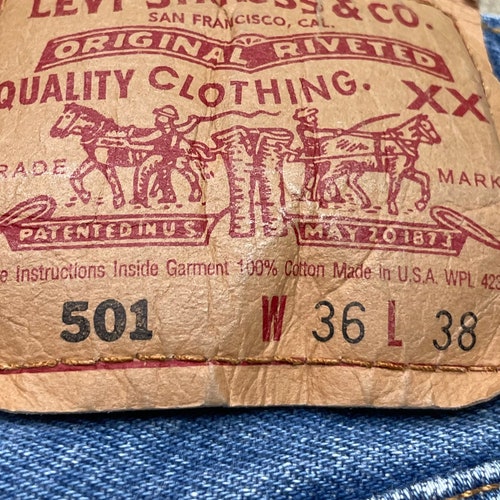 LEVI STRAUSS & CO.
SAN FRANCISCO, CAL.
ORIGINAL RIVETED
QUALITY CLOTHING.
XX
TRADE MARK
PATENTED IN U.S. MAY 20 1873
e Instructions Inside Garment 100% Cotton Made in U.S.A. WPL 423
501 W 36 L 38